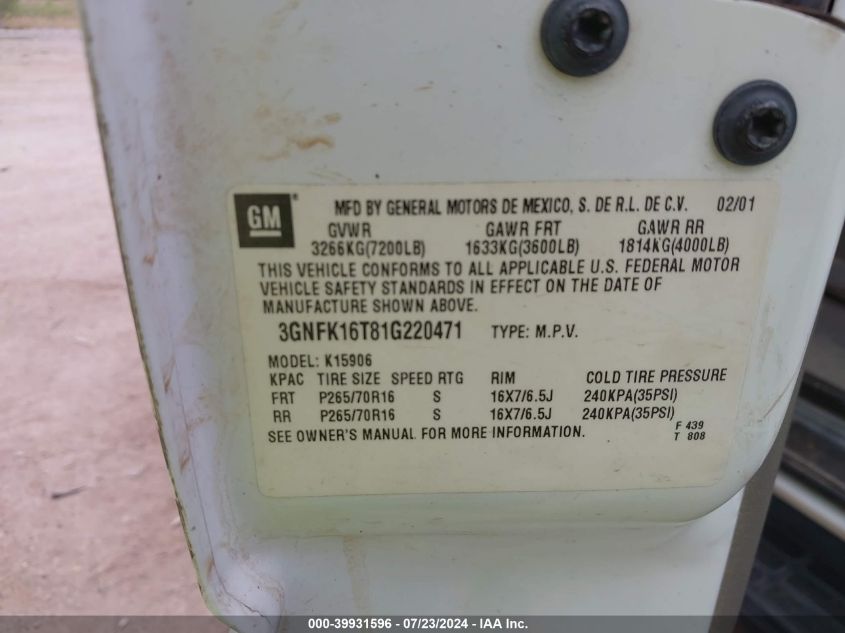 GM ®
MFD BY GENERAL MOTORS DE MEXICO, S. DE R.L. DE C.V. 02/01
GVWR GAWR FRT GAWR RR
3266KG(7200LB) 1633KG(3600LB) 1814KG(4000LB)
THIS VEHICLE CONFORMS TO ALL APPLICABLE U.S. FEDERAL MOTOR
VEHICLE SAFETY STANDARDS IN EFFECT ON THE DATE OF
MANUFACTURE SHOWN ABOVE.
3GNFK16T81G220471 TYPE: M.P.V.
MODEL: K15906
KPAC TIRE SIZE SPEED RTG RIM COLD TIRE PRESSURE
FRT P265/70R16 S 16X7/6.5J 240KPA(35PSI)
RR P265/70R16 S 16X7/6.5J 240KPA(35PSI)
SEE OWNER'S MANUAL FOR MORE INFORMATION. F 439
T 808
000-39931596 - 07/23/2024 - IAA Inc.